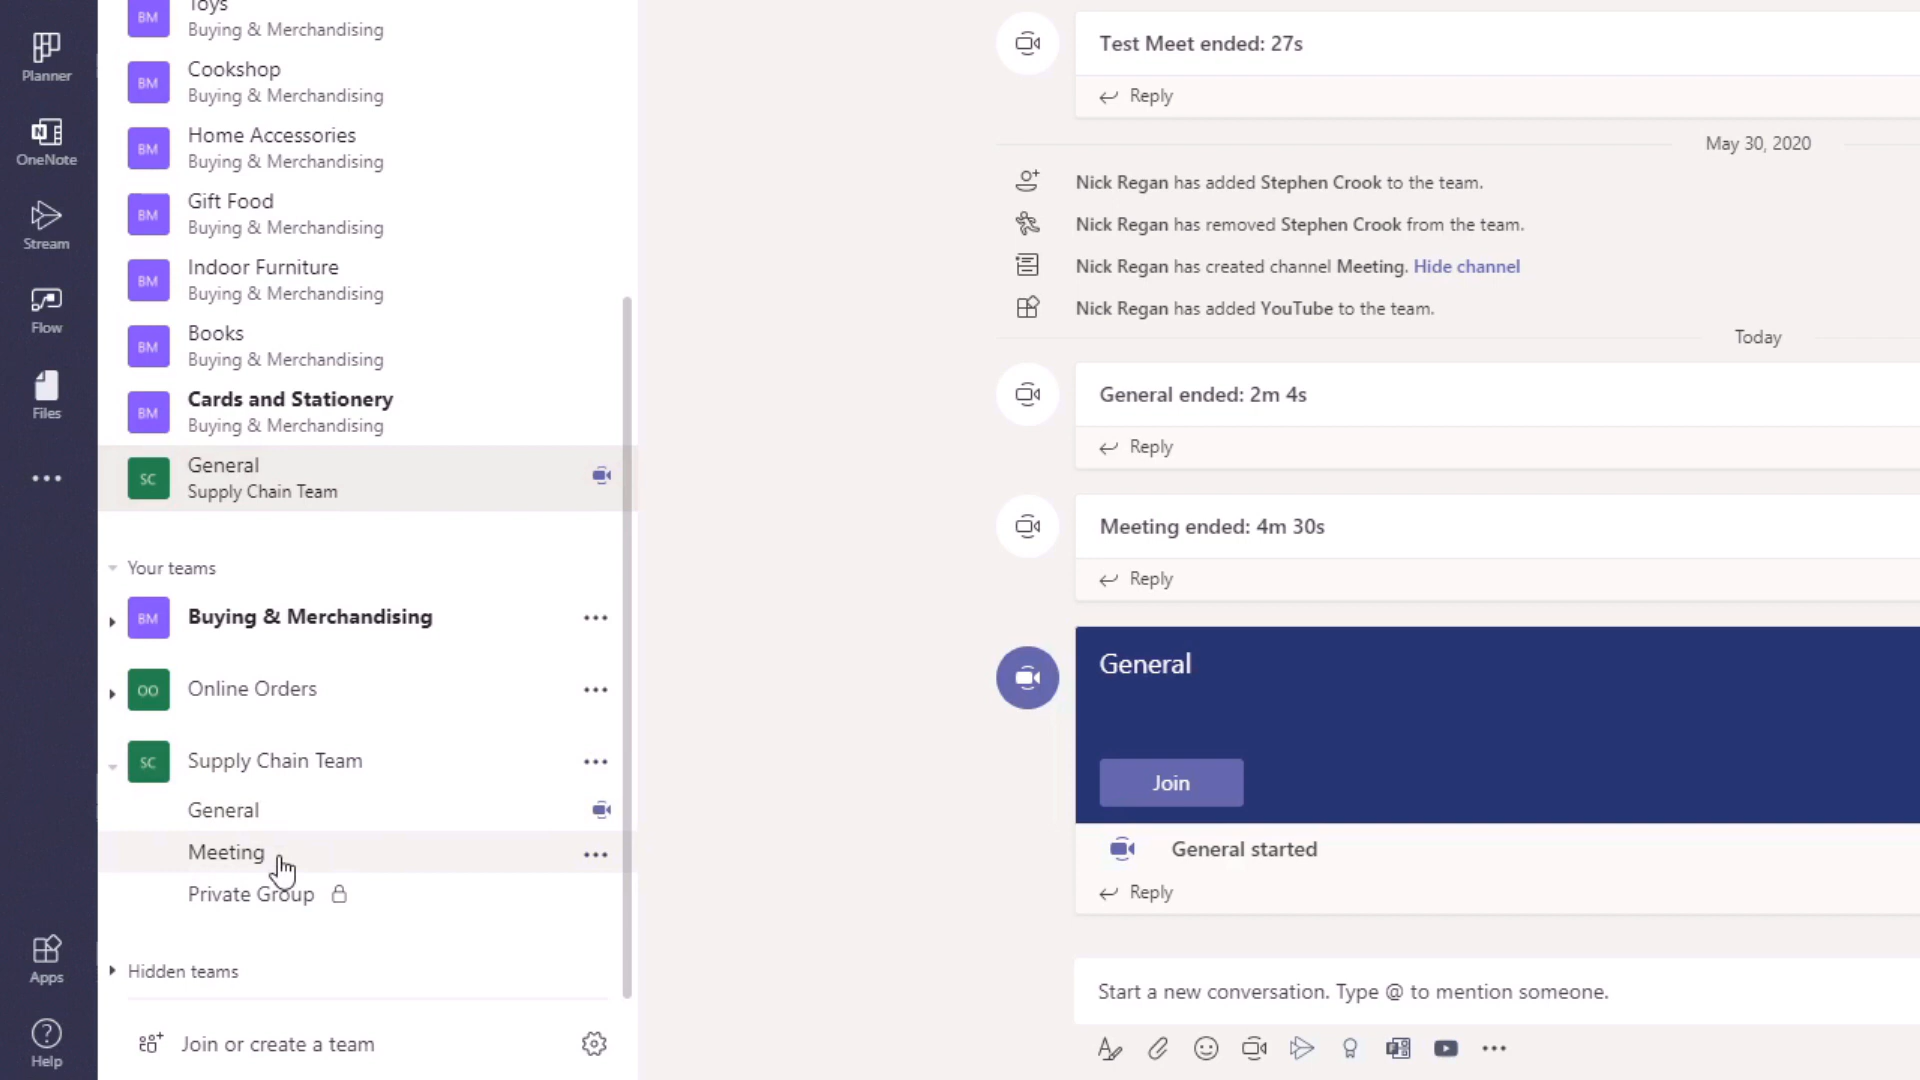 Planner
OneNote
Stream
Flow
Files
Apps
Help
BM
Toys
Buying & Merchandising
BM
Cookshop
Buying & Merchandising
BM
Home Accessories
Buying & Merchandising
BM
Gift Food
Buying & Merchandising
BM
Indoor Furniture
Buying & Merchandising
BM
Books
Buying & Merchandising
BM
Cards and Stationery
Buying & Merchandising
SC
General
Supply Chain Team
Your teams
BM
Buying & Merchandising
OO
Online Orders
SC
Supply Chain Team
General
Meeting
Private Group
Hidden teams
Join or create a team
Test Meet ended: 27s
Reply
May 30, 2020
Nick Regan has added Stephen Crook to the team.
Nick Regan has removed Stephen Crook from the team.
Nick Regan has created channel Meeting. Hide channel
Nick Regan has added YouTube to the team.
Today
General ended: 2m 4s
Reply
Meeting ended: 4m 30s
Reply
General
Join
General started
Reply
Start a new conversation. Type @ to mention someone.